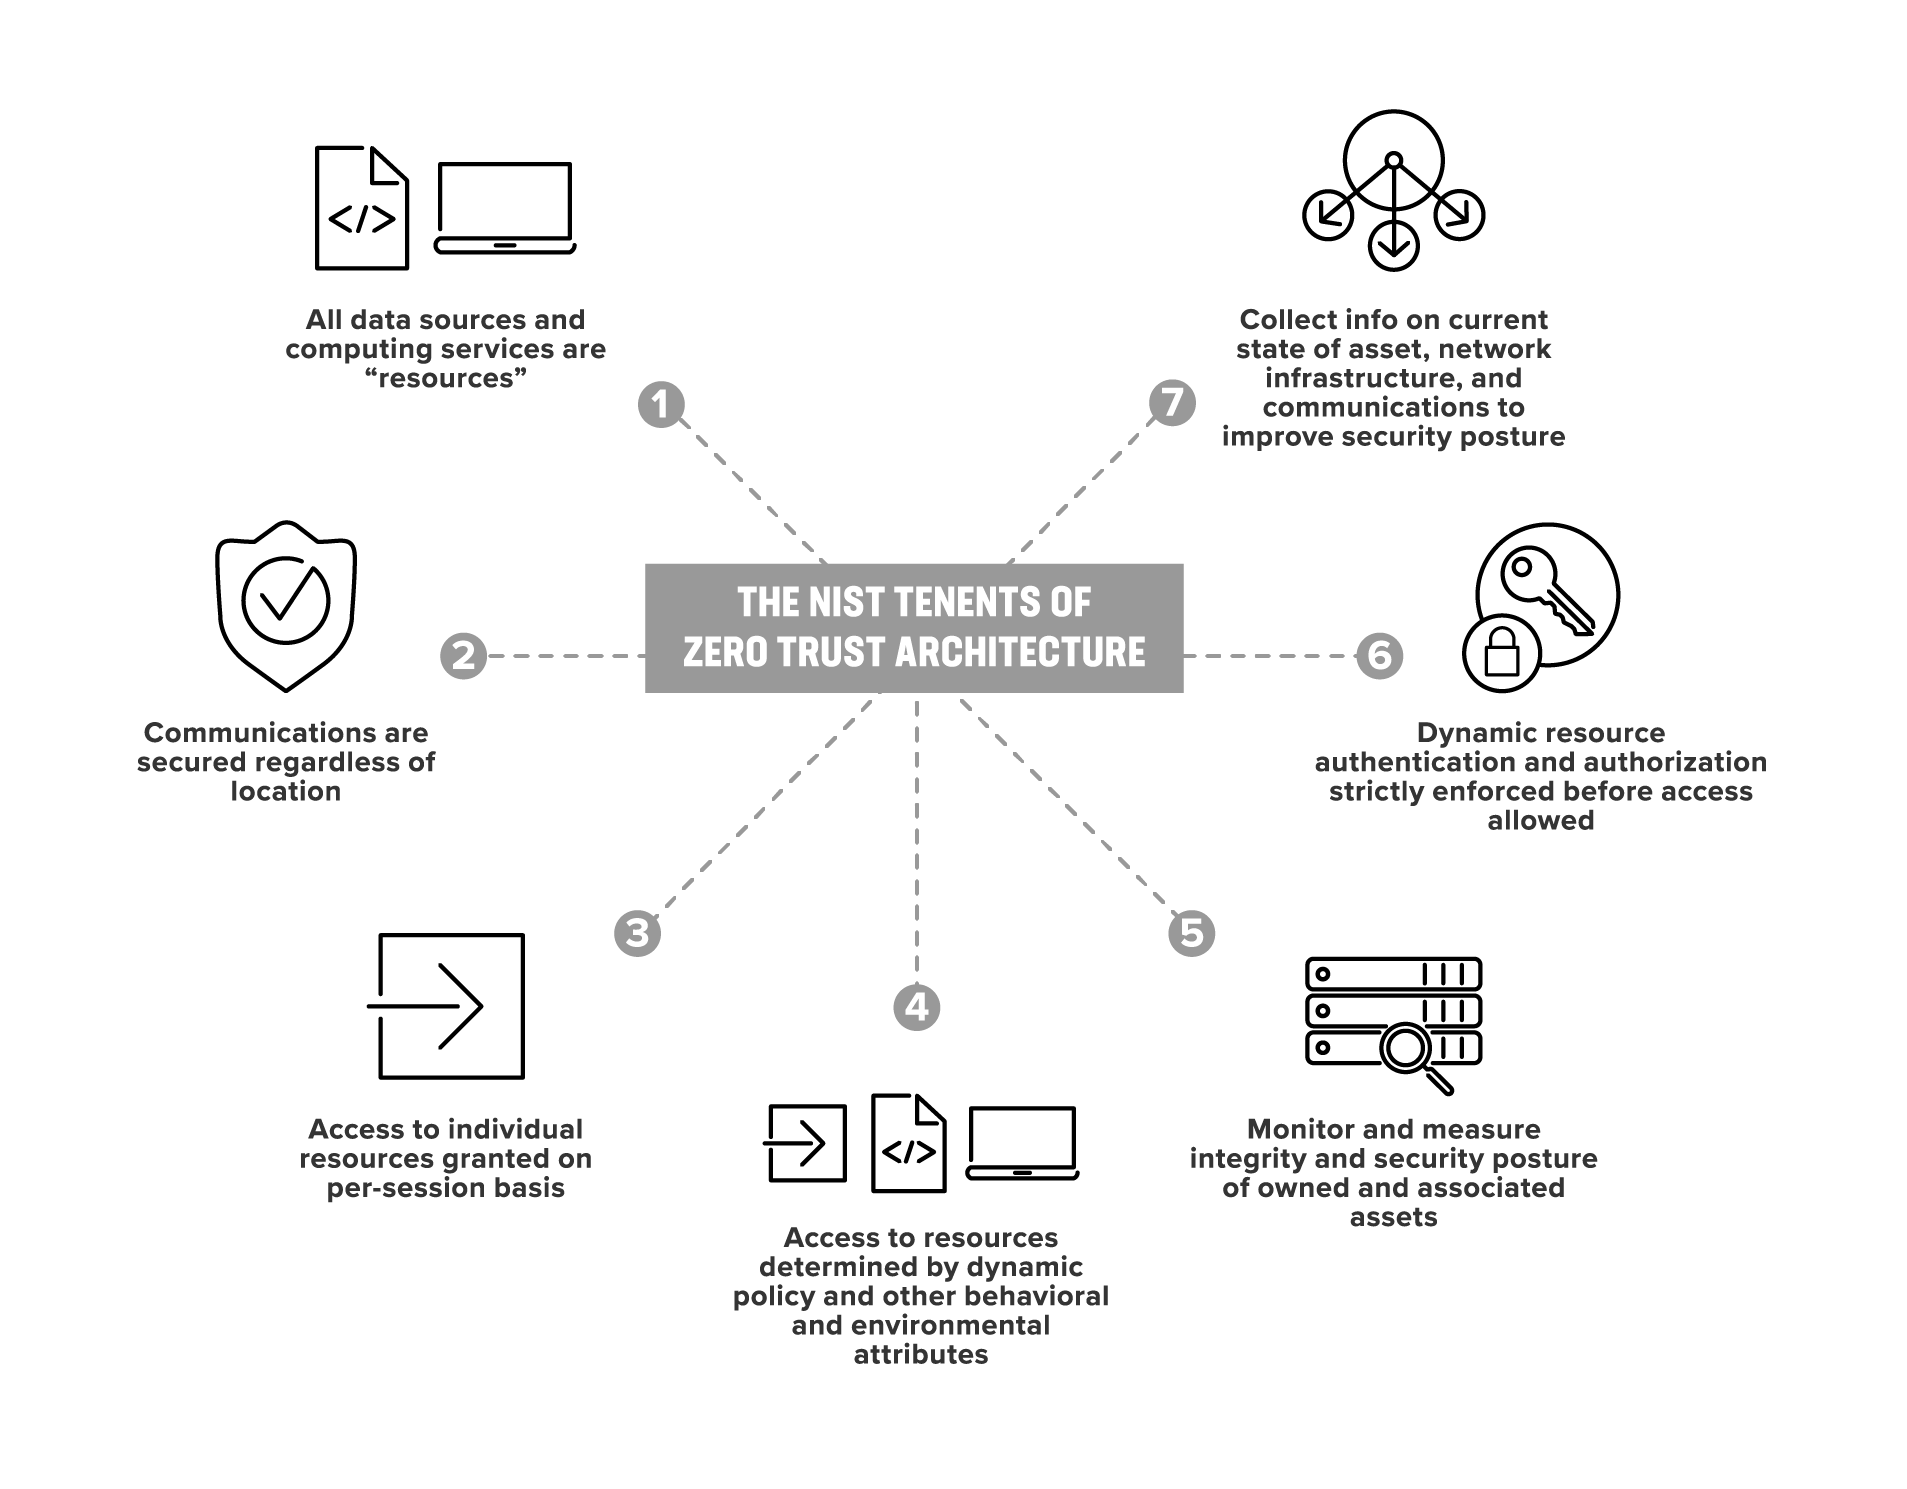 All data sources and
computing services are
“resources”
1
Communications are
secured regardless of
location
2
Access to individual
resources granted on
per-session basis
3
Access to resources
determined by dynamic
policy and other behavioral
and environmental
attributes
4
Monitor and measure
integrity and security posture
of owned and associated
assets
5
Dynamic resource
authentication and authorization
strictly enforced before access
allowed
6
Collect info on current
state of asset, network
infrastructure, and
communications to
improve security posture
7
THE NIST TENENTS OF
ZERO TRUST ARCHITECTURE